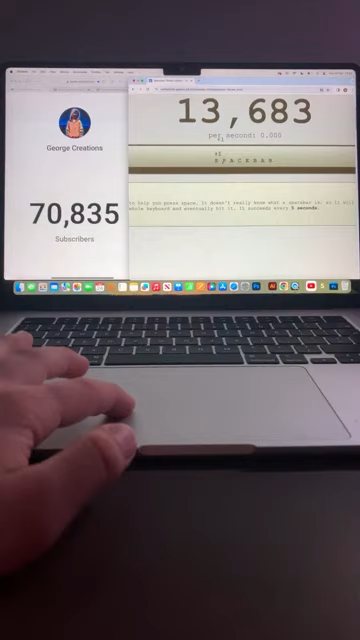 George Creations
70,835
Subscribers
13,683
per second: 0.000
SPACEBAR
to help you press space. It doesn't really know what a spacebar is, so it will
whole keyboard and eventually hit it. It succeeds every 5 seconds.